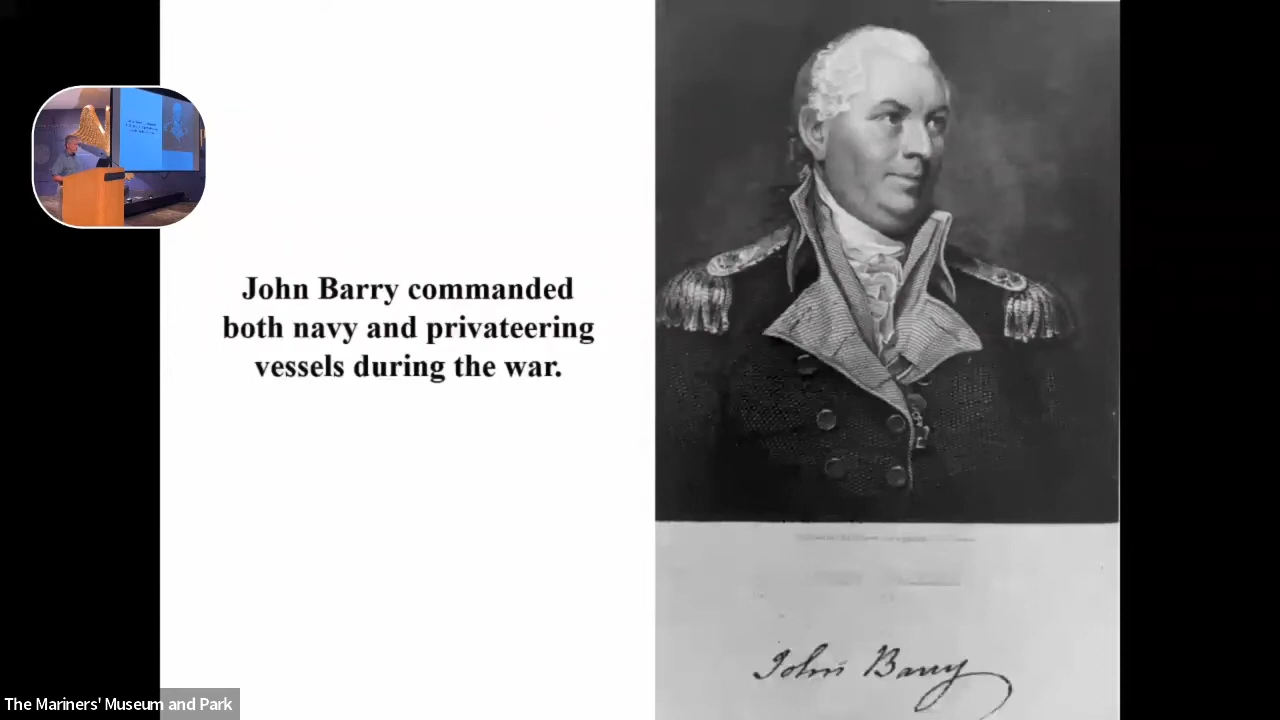 John Barry commanded
both navy and privateering
vessels during the war.
John Barry
The Mariners' Museum and Park